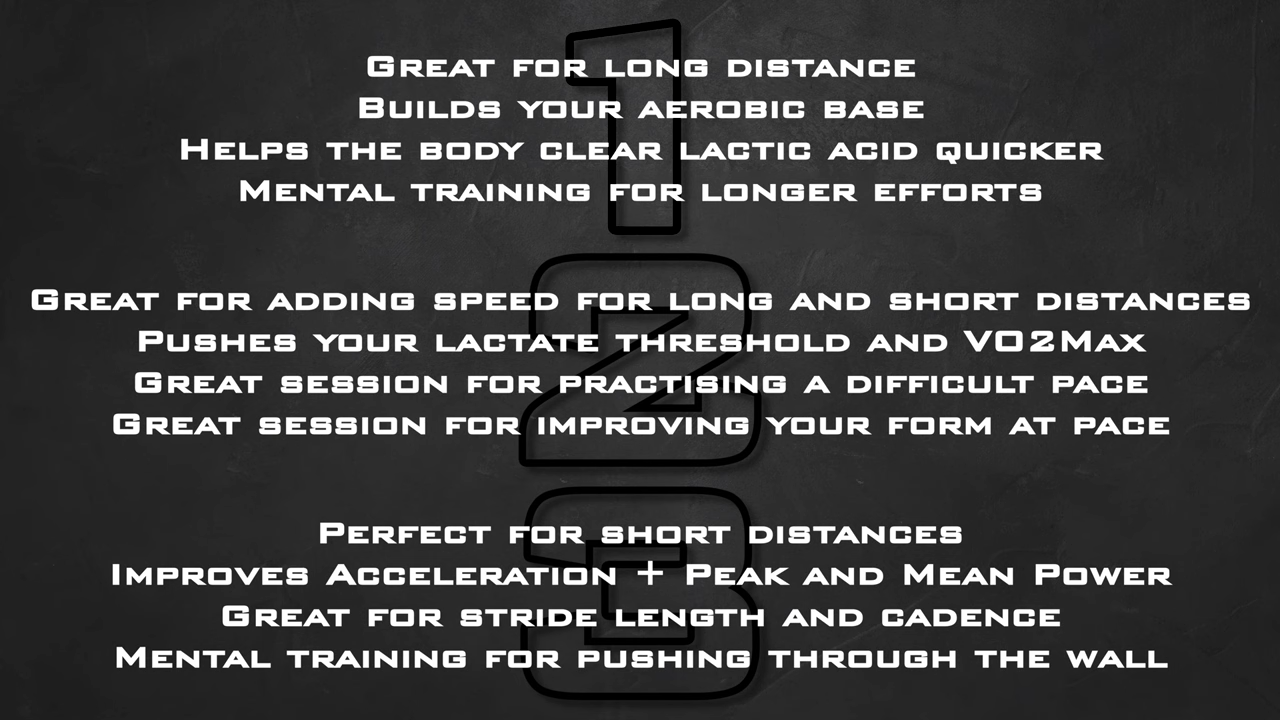 1
Great for long distance
Builds your aerobic base
Helps the body clear lactic acid quicker
Mental training for longer efforts
2
Great for adding speed for long and short distances
Pushes your lactate threshold and VO2Max
Great session for practising a difficult pace
Great session for improving your form at pace
3
Perfect for short distances
Improves Acceleration + Peak and Mean Power
Great for stride length and cadence
Mental training for pushing through the wall